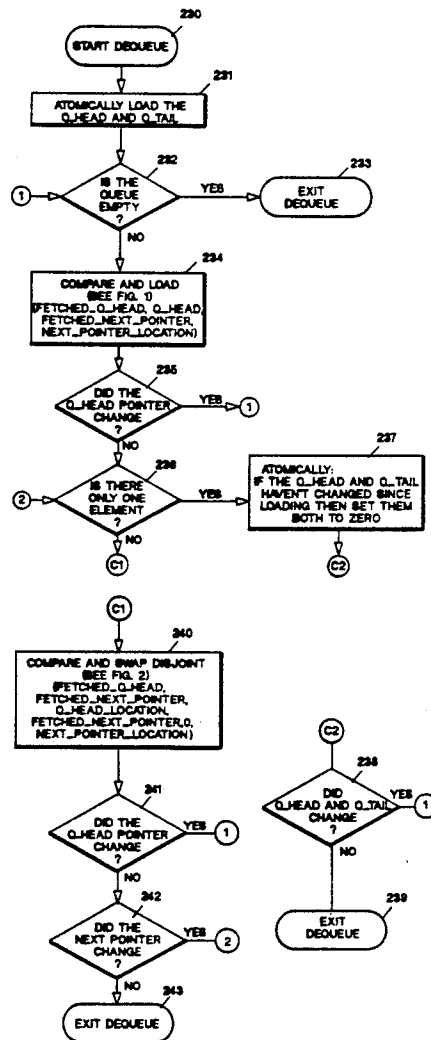 230
START DEQUEUE
231
ATOMICALLY LOAD THE
Q_HEAD AND Q_TAIL
232
1
IS THE
QUEUE
EMPTY
?
YES
233
EXIT
DEQUEUE
NO
234
COMPARE AND LOAD
(SEE FIG. 1)
(FETCHED_Q_HEAD, Q_HEAD,
FETCHED_NEXT_POINTER,
NEXT_POINTER_LOCATION)
235
DID THE
Q_HEAD POINTER
CHANGE
?
YES
1
NO
236
2
IS THERE
ONLY ONE
ELEMENT
?
YES
237
ATOMICALLY:
IF THE Q_HEAD AND Q_TAIL
HAVEN'T CHANGED SINCE
LOADING THEN SET THEM
BOTH TO ZERO
NO
C1
C2
C1
240
COMPARE AND SWAP DISJOINT
(SEE FIG. 2)
(FETCHED_Q_HEAD,
FETCHED_NEXT_POINTER,
Q_HEAD_LOCATION,
FETCHED_NEXT_POINTER,0,
NEXT_POINTER_LOCATION)
C2
238
DID
Q_HEAD AND Q_TAIL
CHANGE
?
YES
1
NO
239
EXIT
DEQUEUE
241
DID THE
Q_HEAD POINTER
CHANGE
?
YES
1
NO
242
DID THE
NEXT POINTER
CHANGE
?
YES
2
NO
243
EXIT DEQUEUE